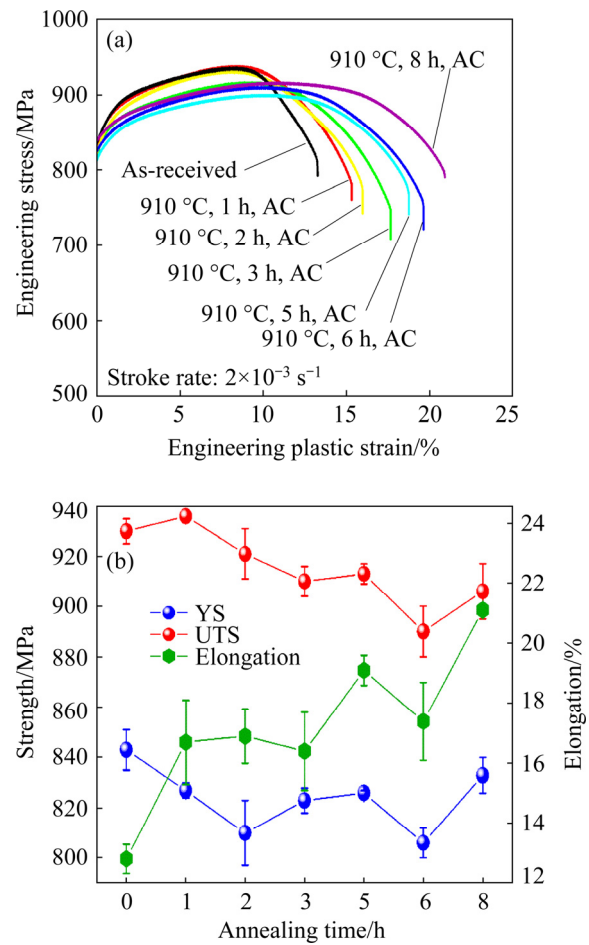 (a)
1000
900
800
700
600
500
Engineering stress/MPa
910 °C, 8 h, AC
As-received
910 °C, 1 h, AC
910 °C, 2 h, AC
910 °C, 3 h, AC
910 °C, 5 h, AC
910 °C, 6 h, AC
Stroke rate: 2×10⁻³ s⁻¹
0 5 10 15 20 25
Engineering plastic strain/%
(b)
940
920
900
880
860
840
820
800
Strength/MPa
YS
UTS
Elongation
24
22
20
18
16
14
12
Elongation/%
0 1 2 3 5 6 8
Annealing time/h